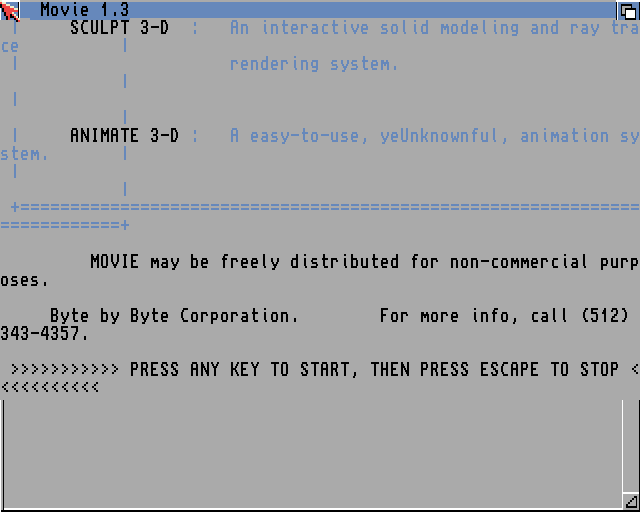 Movie 1.3
| SCULPT 3-D : An interactive solid modeling and ray tra
ce |
| rendering system.
|
|
|
| ANIMATE 3-D : A easy-to-use, yeUnknownful, animation sy
stem. |
|
|
+==============================================================
============+
MOVIE may be freely distributed for non-commercial purp
oses.
Byte by Byte Corporation. For more info, call (512)
343-4357.
>>>>>>>>>>> PRESS ANY KEY TO START, THEN PRESS ESCAPE TO STOP <
<<<<<<<<<<